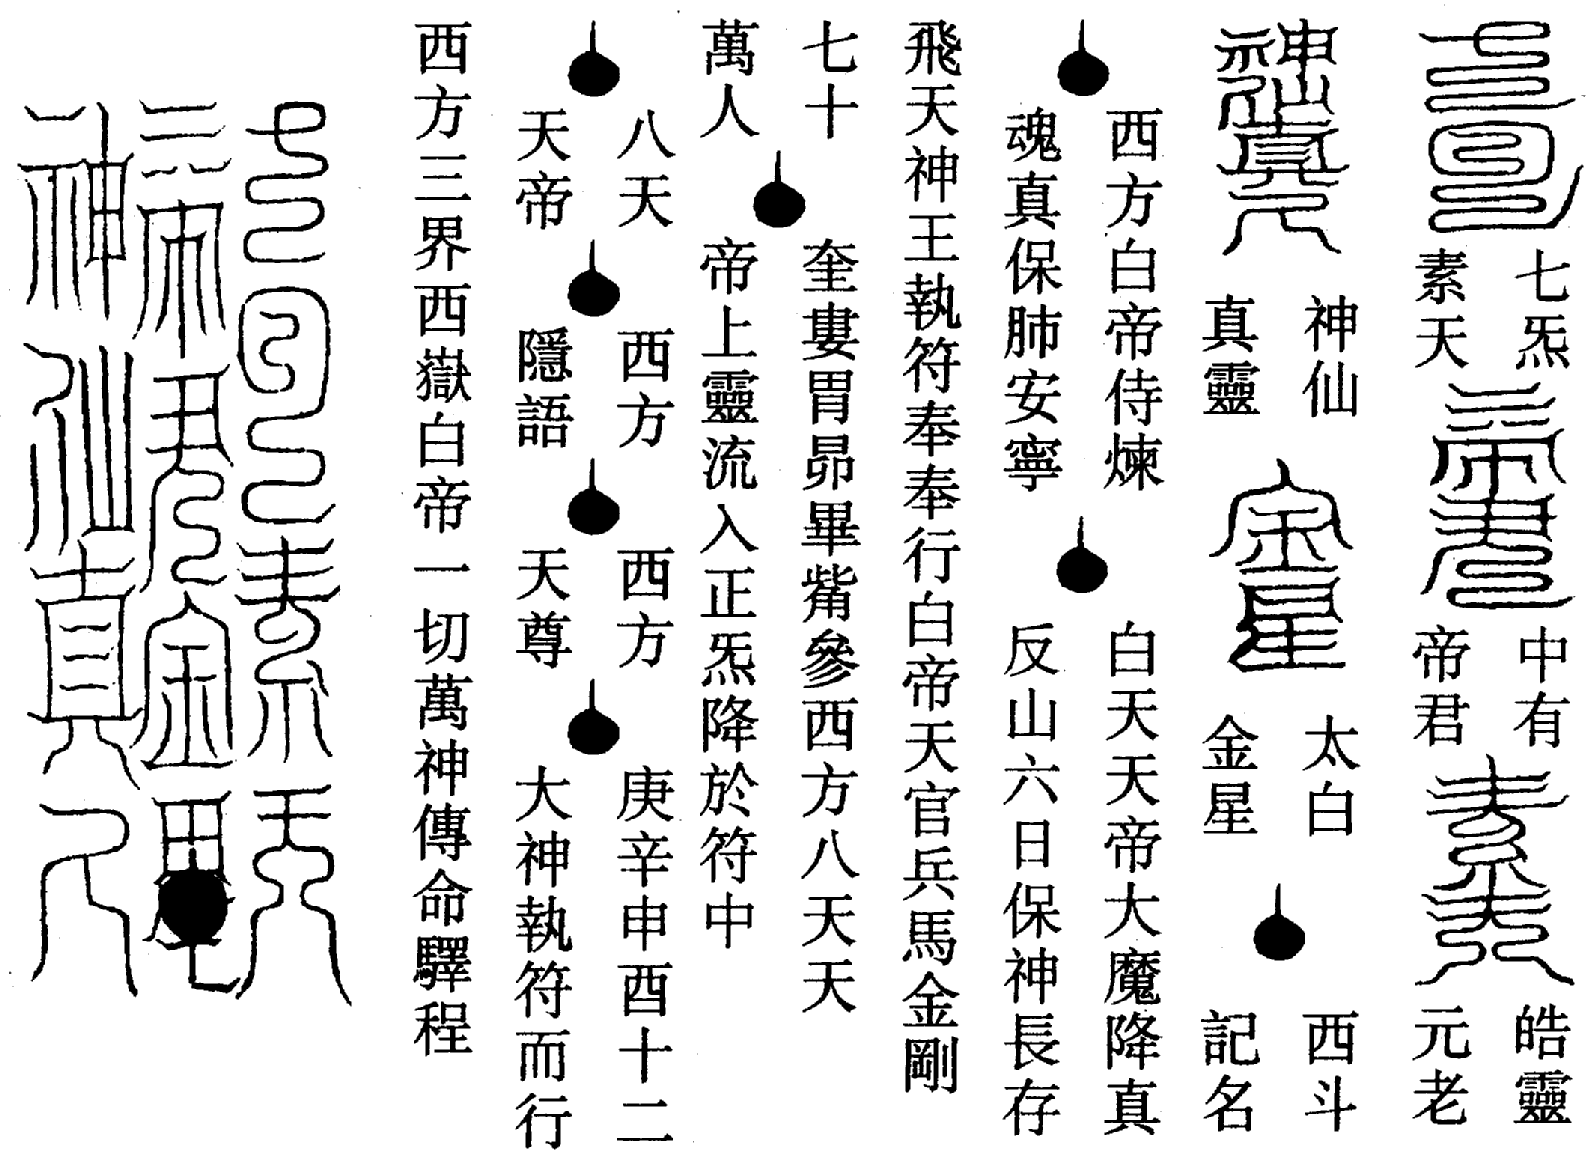 七炁
素天
中有
帝君
皓靈
元老
神仙
真靈
太白
金星
西斗
記名
西方白帝侍煉
魂真保肺安寧
白天天帝大魔降真
反山六日保神長存
飛天神王執符奉奉行白帝天官兵馬金剛
七十
萬人
奎婁胃昴畢觜參西方八天天
帝上靈流入正炁降於符中
八天
天帝
西方
隱語
西方
天尊
庚辛申酉十二
大神執符而行
西方三界西嶽白帝一切萬神傳命驛程